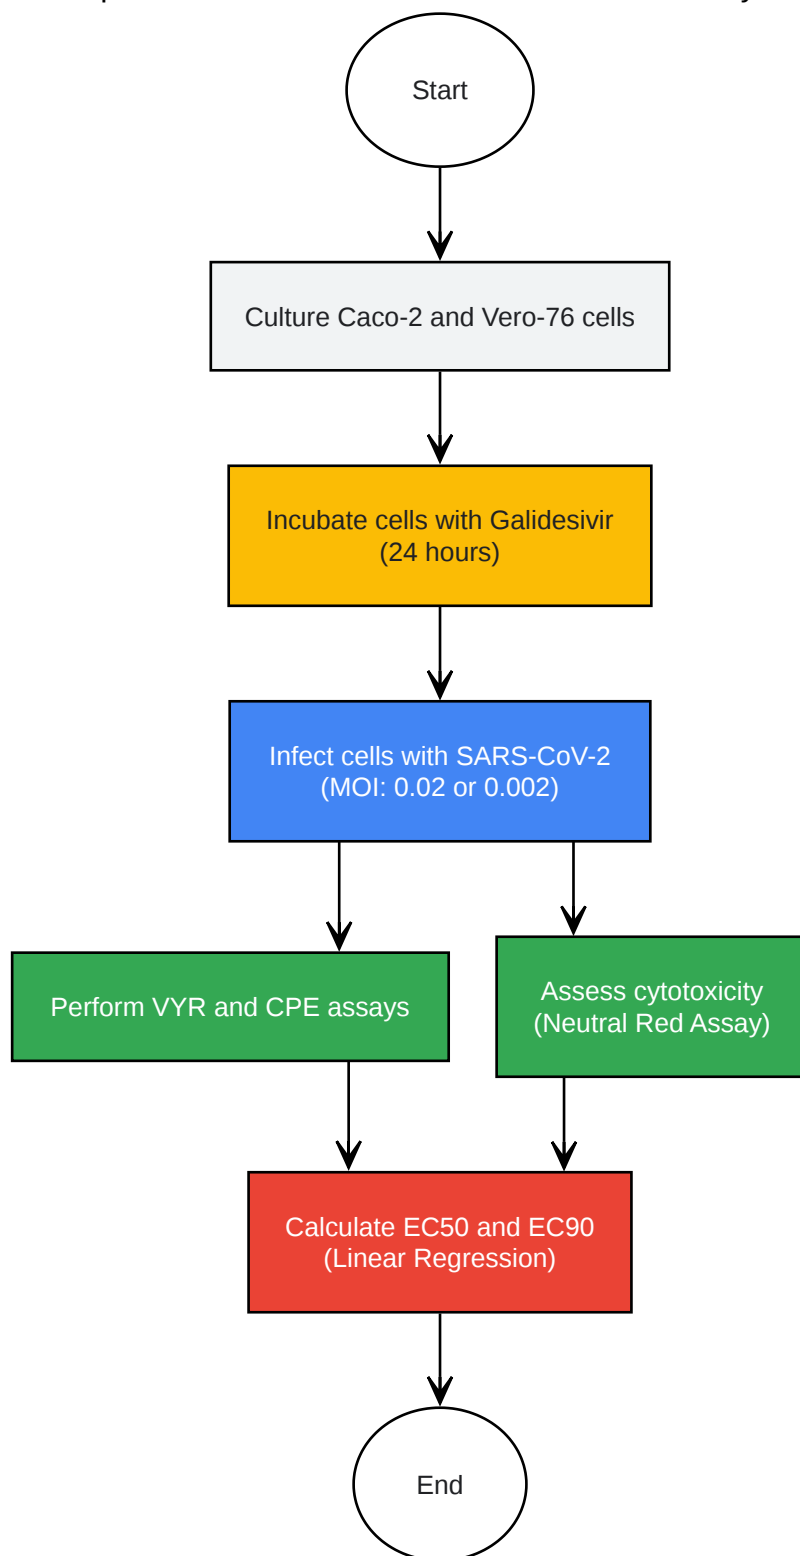 Start
Culture Caco-2 and Vero-76 cells
Incubate cells with Galidesivir
(24 hours)
Infect cells with SARS-CoV-2
(MOI: 0.02 or 0.002)
Perform VYR and CPE assays
Assess cytotoxicity
(Neutral Red Assay)
Calculate EC50 and EC90
(Linear Regression)
End